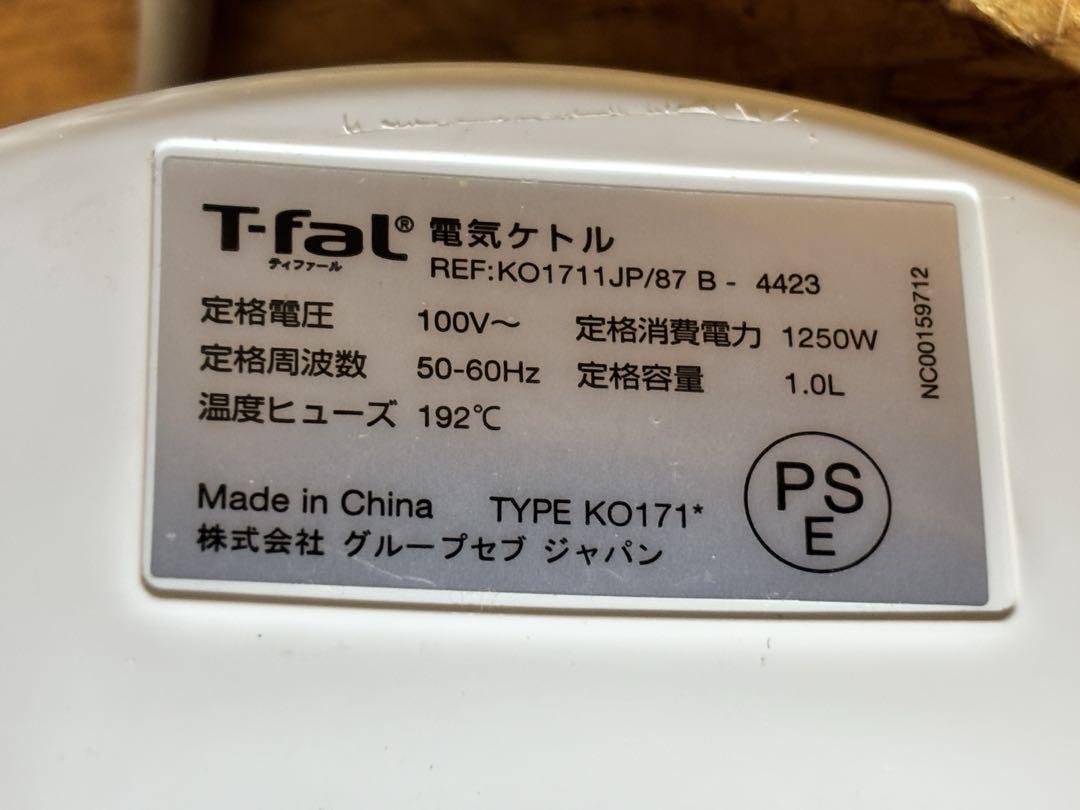 T-fal® 電気ケトル
ティファール
REF:KO1711JP/87 B - 4423
定格電圧 100V～ 定格消費電力 1250W
定格周波数 50-60Hz 定格容量 1.0L
温度ヒューズ 192℃
NC00159712
PS
E
Made in China TYPE KO171*
株式会社 グループセブ ジャパン